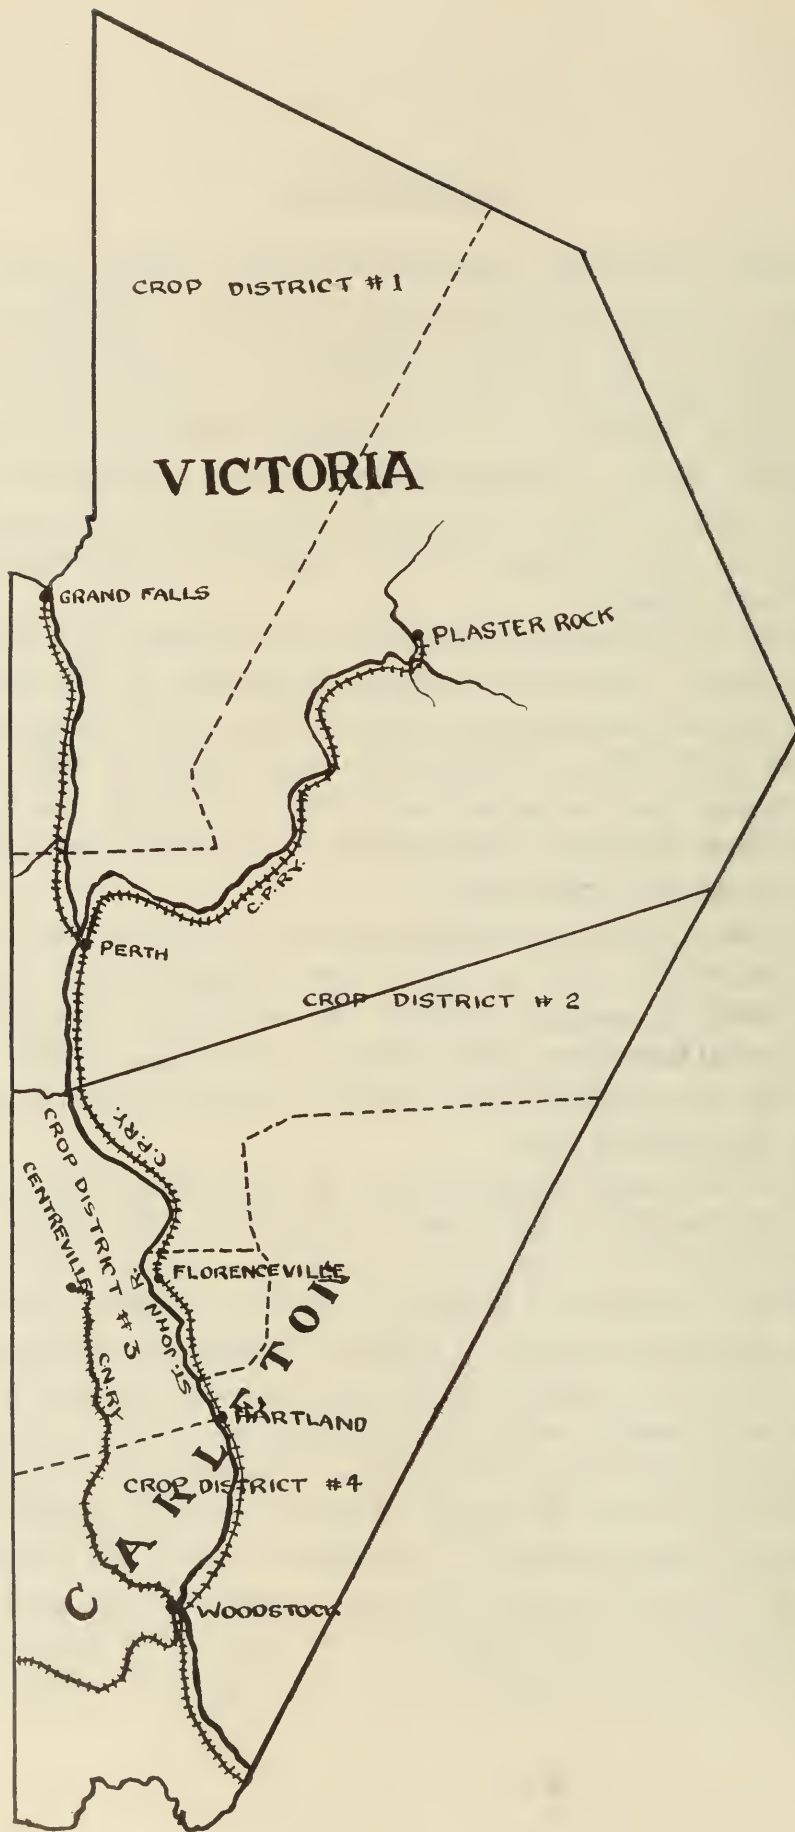 CROP DISTRICT #1
VICTORIA
GRAND FALLS
PLASTER ROCK
C.P.RY.
PERTH
CROP DISTRICT #2
C.P.RY.
CROP DISTRICT #3
CENTREVILLE
FLORENCEVILLE
ST. JOHN R.
C.N.RY
HARTLAND
CROP DISTRICT #4
CARLETON
WOODSTOCK